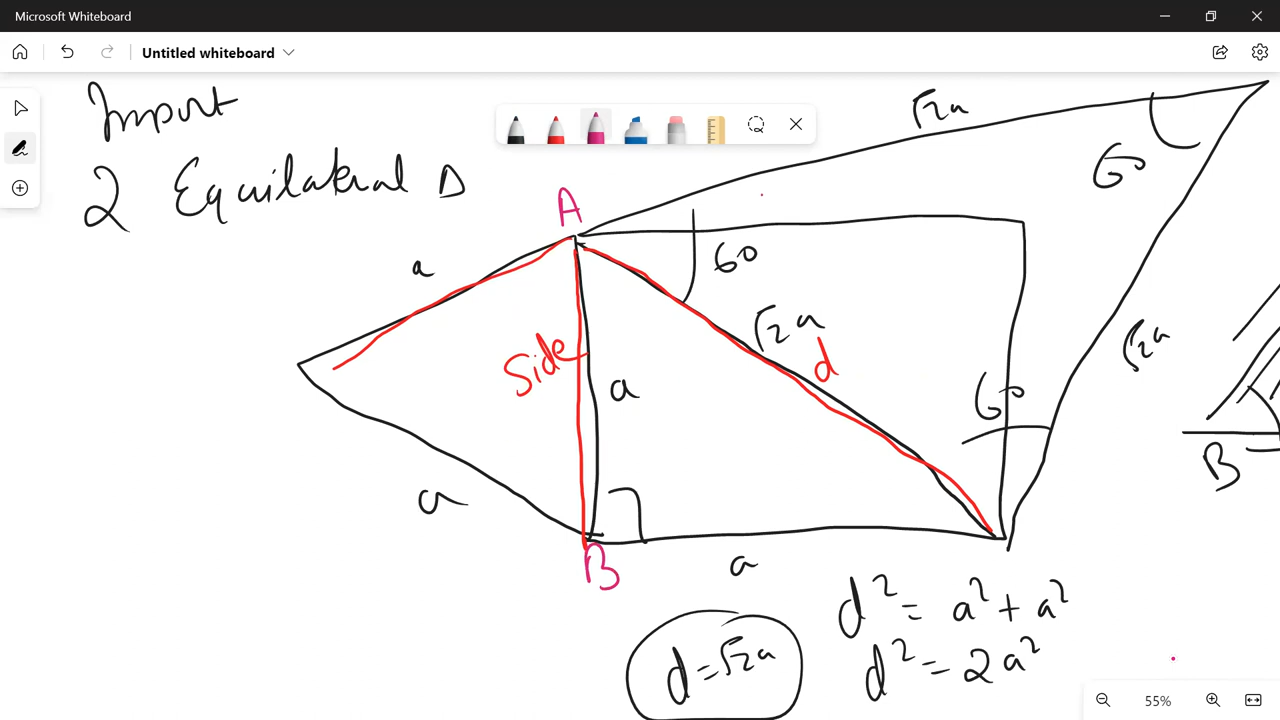 Microsoft Whiteboard
Untitled whiteboard
Import
2 Equilateral Δ
√2a
60
A
a
60
√2a
d
√2a
Side
a
60
a
B
B
a
d² = a² + a²
d = √2a
d² = 2a²
55%